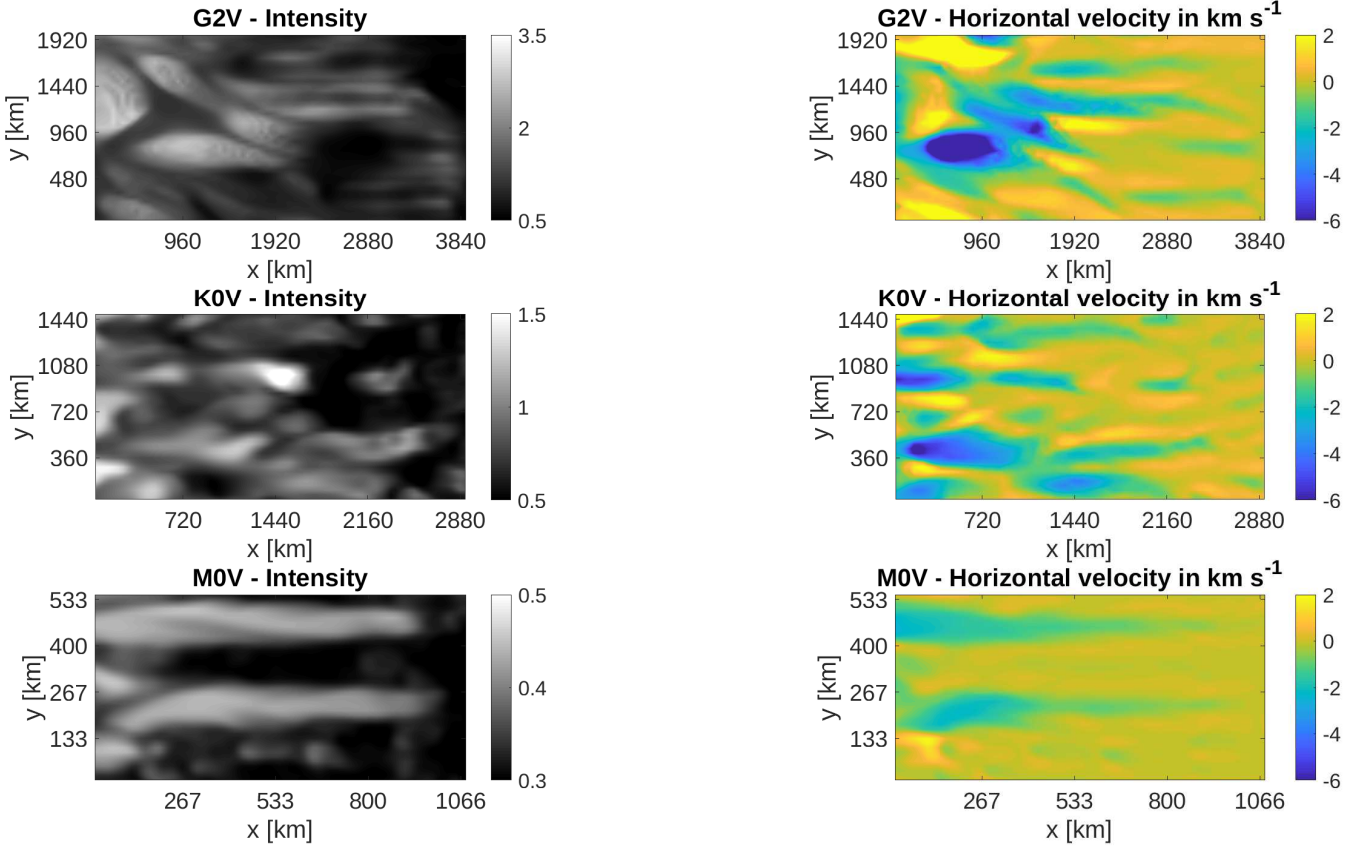 G2V - Intensity
1920
1440
960
480
y [km]
960 1920 2880 3840
x [km]
3.5
2
0.5
G2V - Horizontal velocity in km s-1
1920
1440
960
480
y [km]
960 1920 2880 3840
x [km]
2
0
-2
-4
-6
K0V - Intensity
1440
1080
720
360
y [km]
720 1440 2160 2880
x [km]
1.5
1
0.5
K0V - Horizontal velocity in km s-1
1440
1080
720
360
y [km]
720 1440 2160 2880
x [km]
2
0
-2
-4
-6
M0V - Intensity
533
400
267
133
y [km]
267 533 800 1066
x [km]
0.5
0.4
0.3
M0V - Horizontal velocity in km s-1
533
400
267
133
y [km]
267 533 800 1066
x [km]
2
0
-2
-4
-6